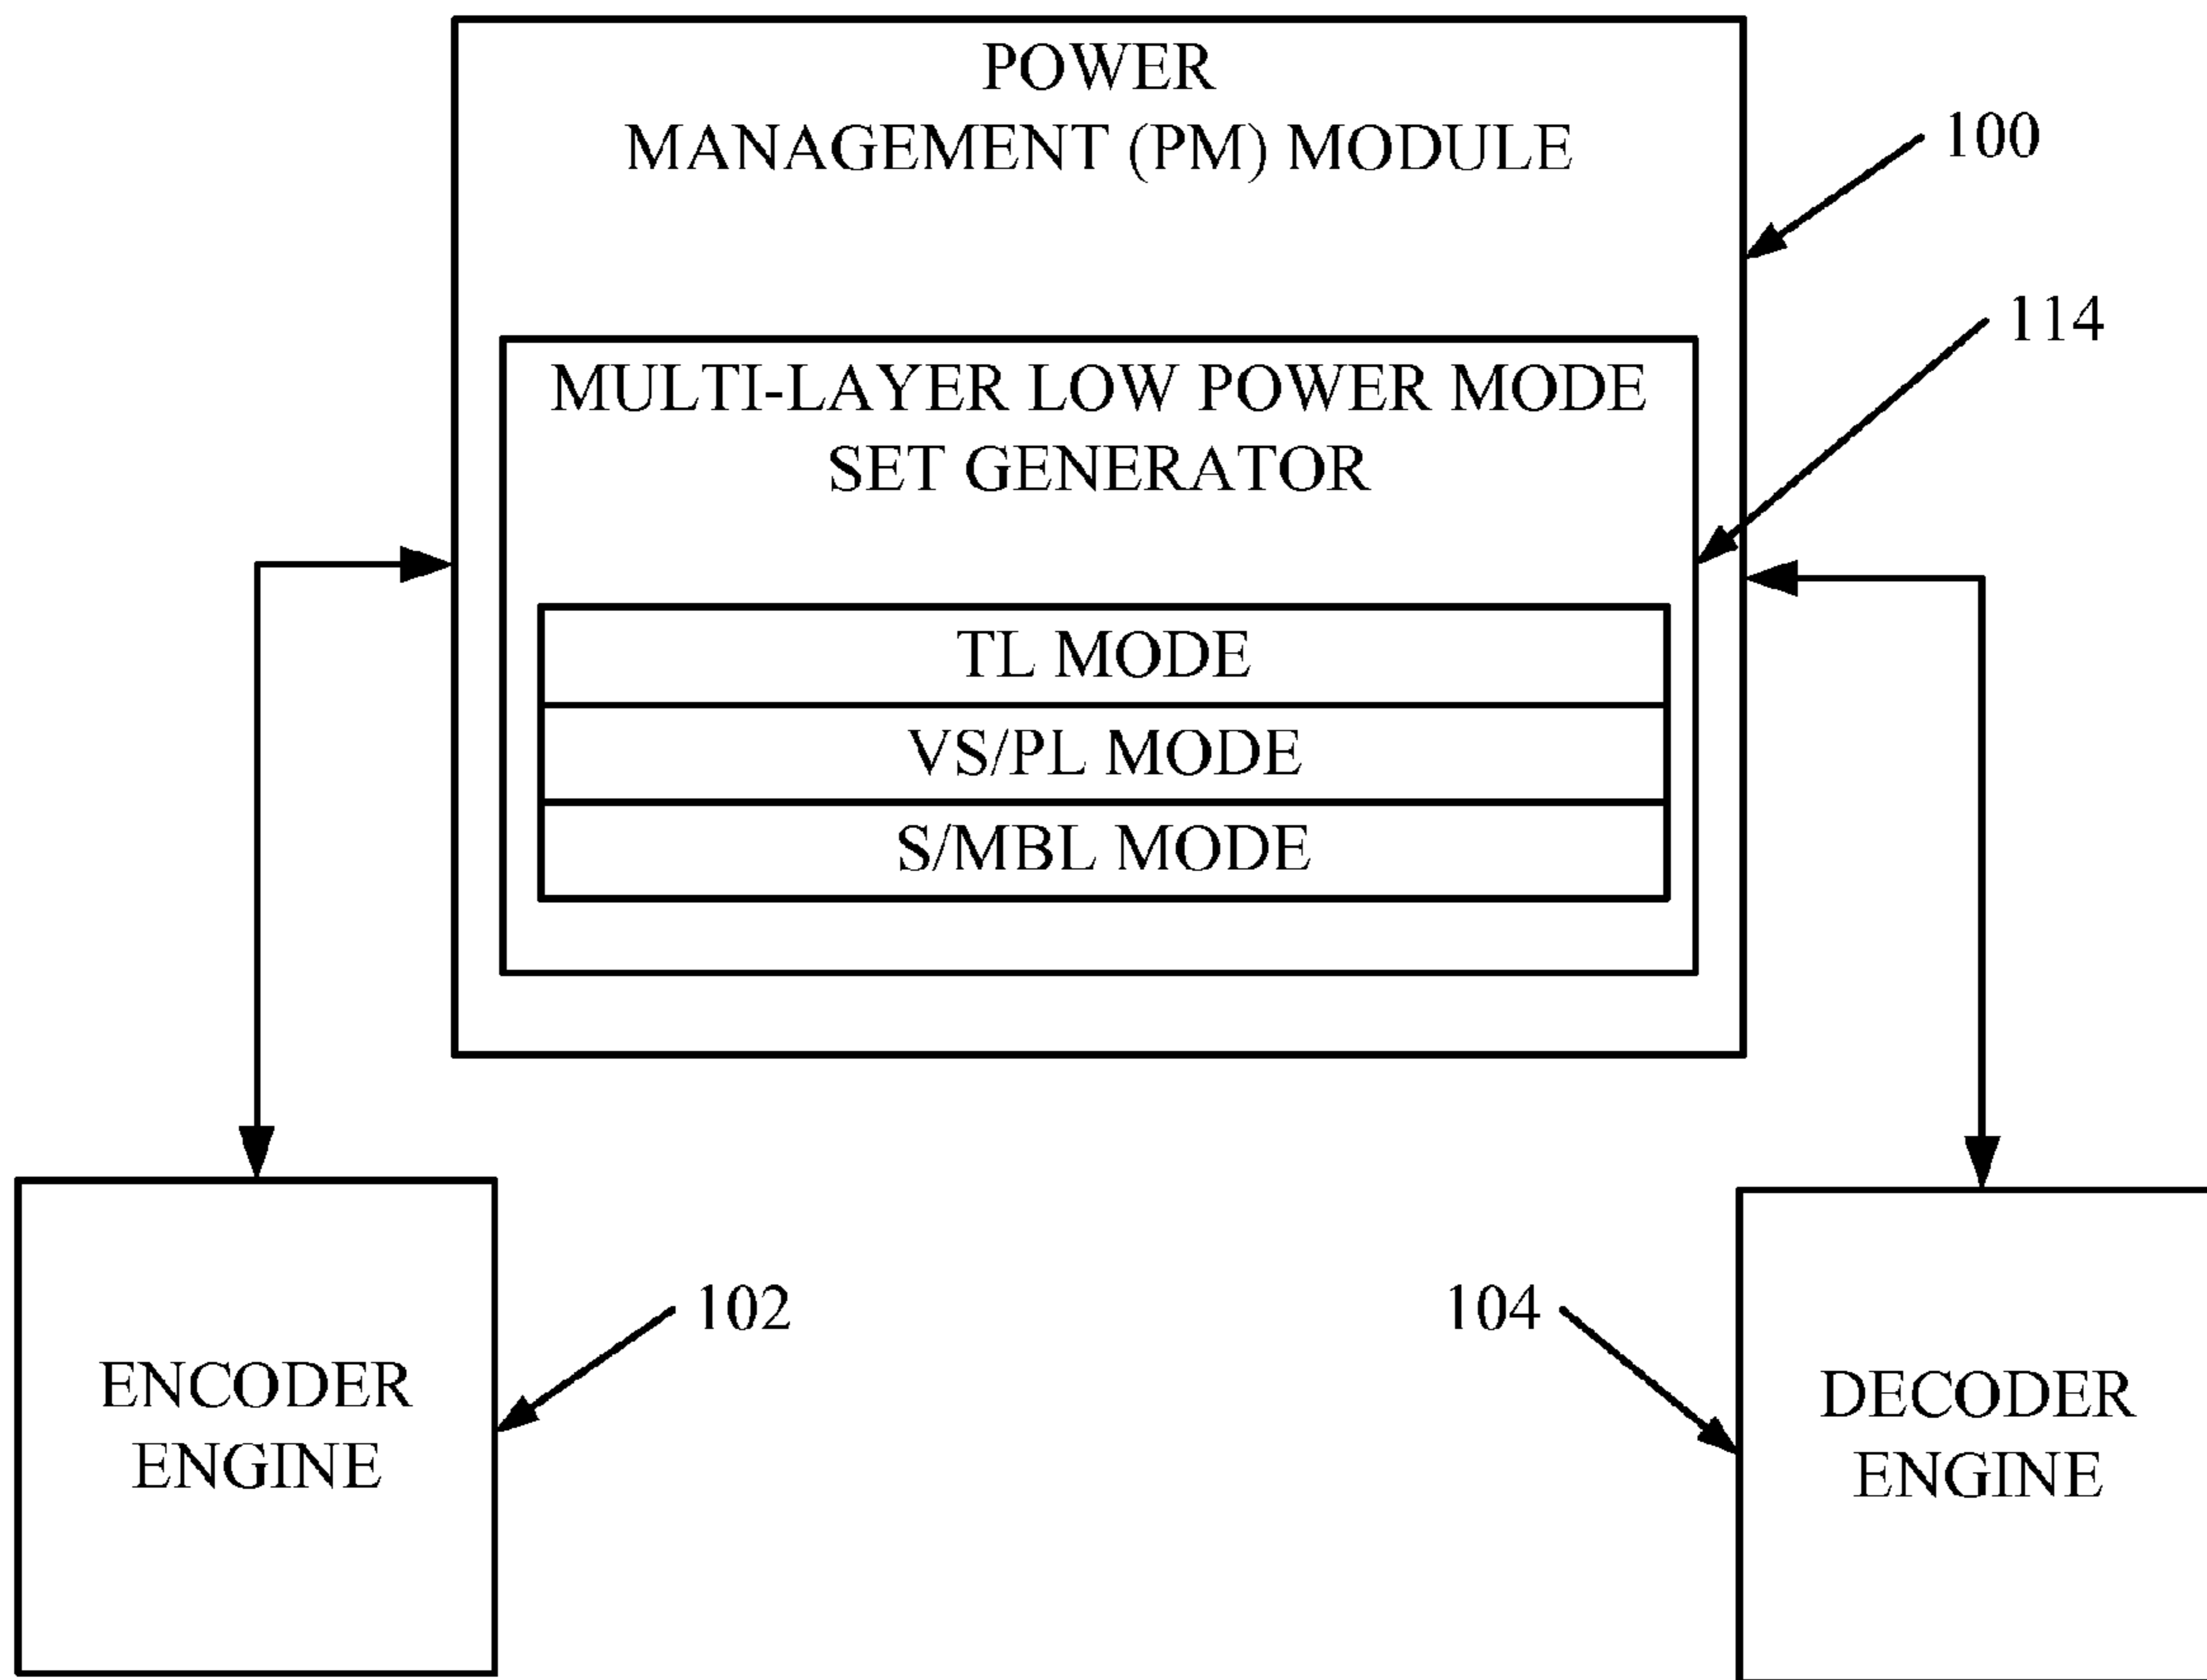 POWER
MANAGEMENT (PM) MODULE
100
114
MULTI-LAYER LOW POWER MODE
SET GENERATOR
TL MODE
VS/PL MODE
S/MBL MODE
102
104
ENCODER
ENGINE
DECODER
ENGINE